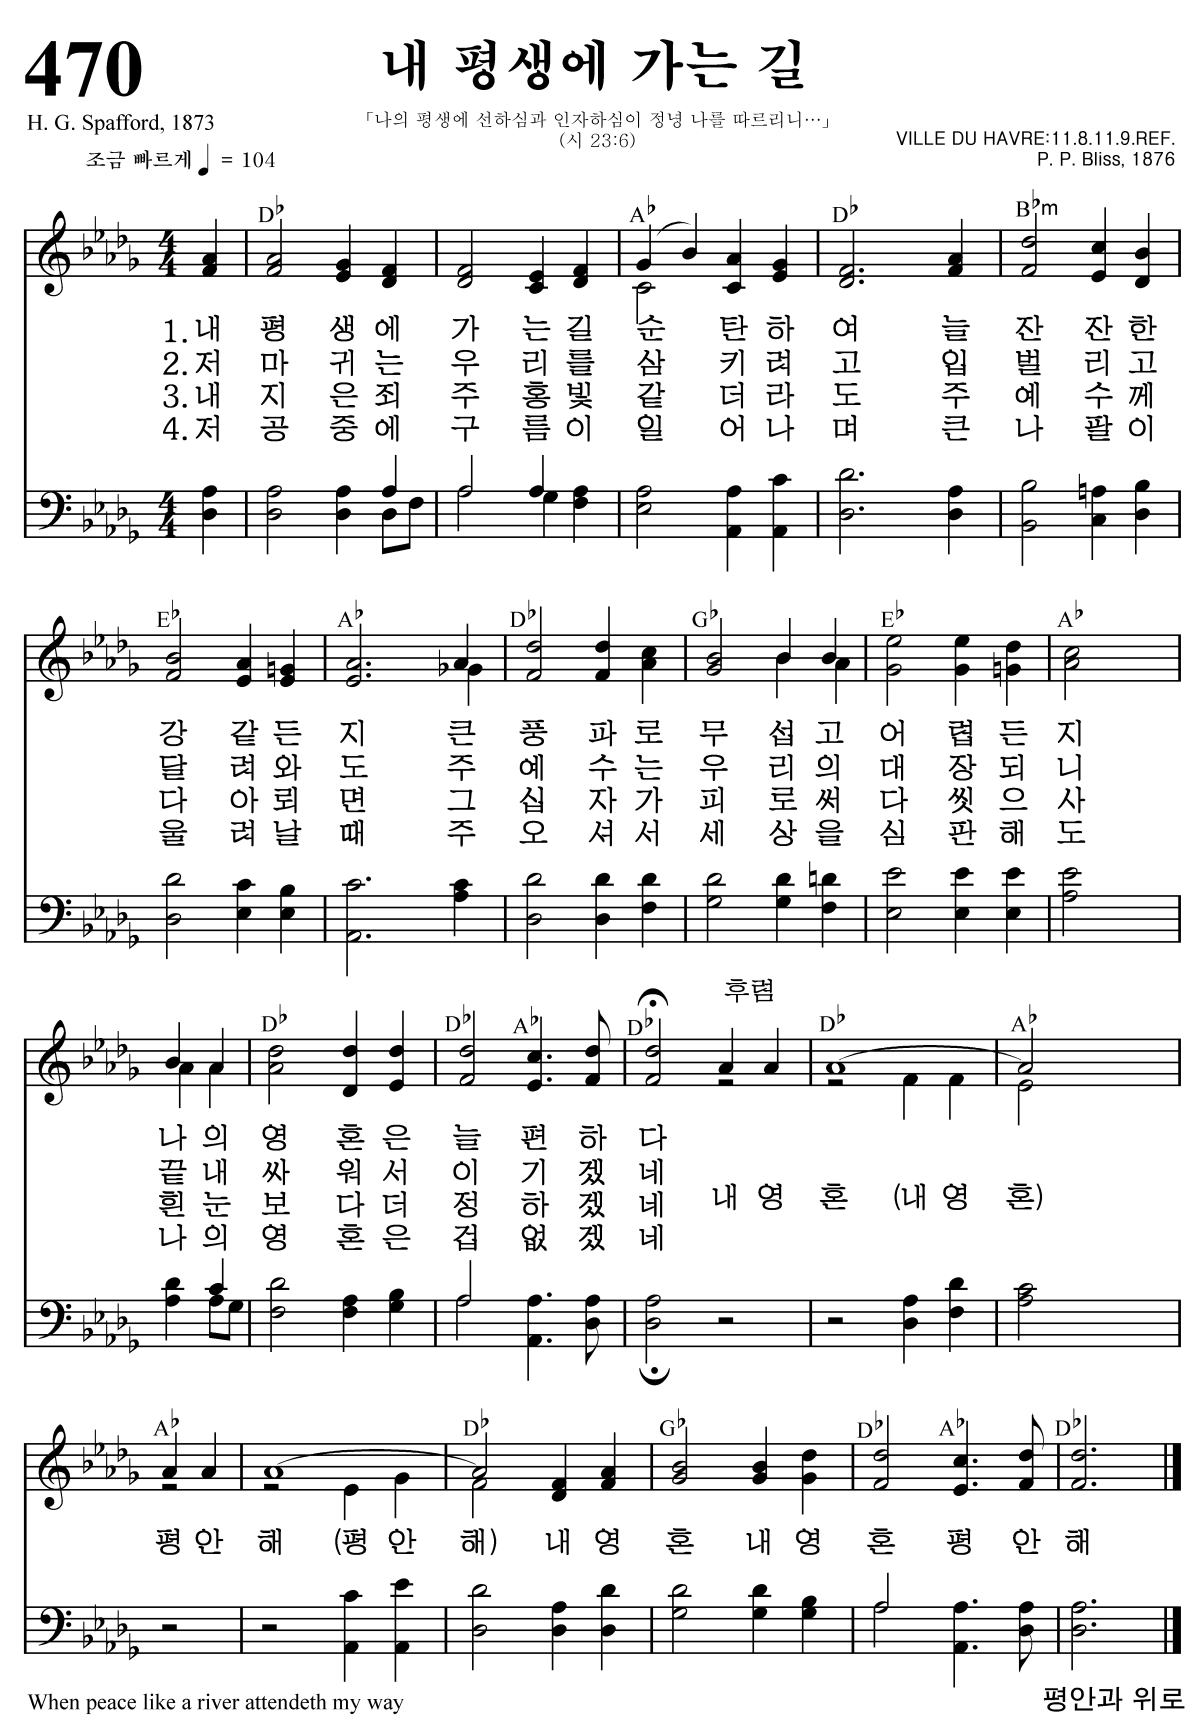 470
내 평생에 가는 길
H. G. Spafford, 1873
「나의 평생에 선하심과 인자하심이 정녕 나를 따르리니…」
(시 23:6)
VILLE DU HAVRE:11.8.11.9.REF.
조금 빠르게 ♩ = 104
P. P. Bliss, 1876
D♭ A♭ D♭ B♭m
4 4
1.내 평 생 에 가 는 길 순 탄 하 여 늘 잔 잔 한
2.저 마 귀 는 우 리 를 삼 키 려 고 입 벌 리 고
3.내 지 은 죄 주 홍 빛 같 더 라 도 주 예 수 께
4.저 공 중 에 구 름 이 일 어 나 며 큰 나 팔 이
4 4
E♭ A♭ D♭ G♭ E♭ A♭
강 같 든 지 큰 풍 파 로 무 섭 고 어 렵 든 지
달 려 와 도 주 예 수 는 우 리 의 대 장 되 니
다 아 뢰 면 그 십 자 가 피 로 써 다 씻 으 사
울 려 날 때 주 오 셔 서 세 상 을 심 판 해 도
후렴
D♭ D♭ A♭ D♭ D♭ A♭
나 의 영 혼 은 늘 편 하 다
끝 내 싸 워 서 이 기 겠 네
흰 눈 보 다 더 정 하 겠 네
내 영 혼 (내 영 혼)
나 의 영 혼 은 겁 없 겠 네
A♭ D♭ G♭ D♭ A♭ D♭
평 안 해 (평 안 해) 내 영 혼 내 영 혼 평 안 해
When peace like a river attendeth my way
평안과 위로